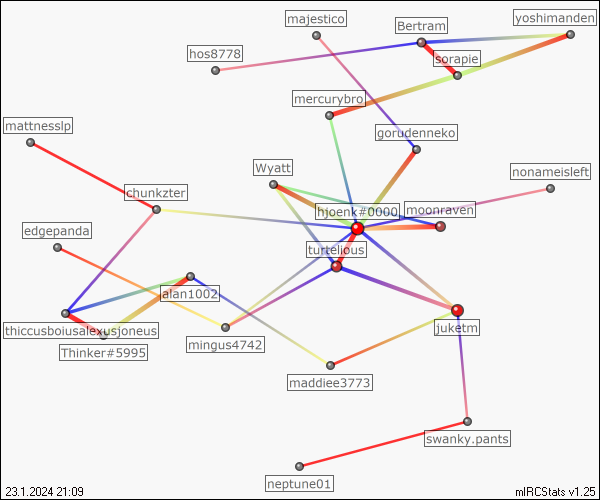 majestico
yoshimanden
Bertram
hos8778
sorapie
mercurybro
mattnesslp
gorudenneko
Wyatt
nonameisleft
chunkzter
hjoenk#0000
moonraven
edgepanda
turtelious
alan1002
thiccusboiusalexusjoneus
juketm
mingus4742
Thinker#5995
maddiee3773
swanky.pants
neptune01
23.1.2024 21:09
mIRCStats v1.25